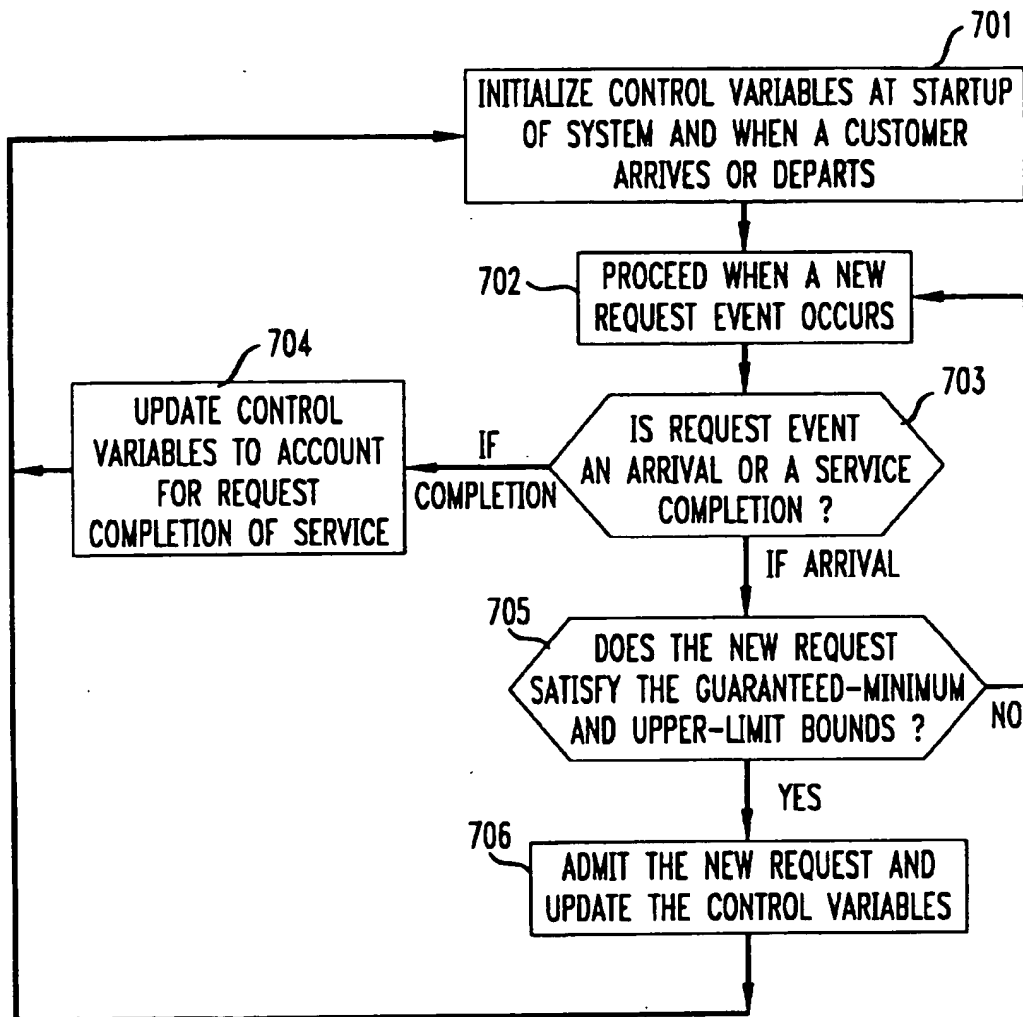 701
INITIALIZE CONTROL VARIABLES AT STARTUP
OF SYSTEM AND WHEN A CUSTOMER
ARRIVES OR DEPARTS
702
PROCEED WHEN A NEW
REQUEST EVENT OCCURS
703
IS REQUEST EVENT
AN ARRIVAL OR A SERVICE
COMPLETION ?
IF
COMPLETION
704
UPDATE CONTROL
VARIABLES TO ACCOUNT
FOR REQUEST
COMPLETION OF SERVICE
IF ARRIVAL
705
DOES THE NEW REQUEST
SATISFY THE GUARANTEED-MINIMUM
AND UPPER-LIMIT BOUNDS ?
NO
YES
706
ADMIT THE NEW REQUEST AND
UPDATE THE CONTROL VARIABLES